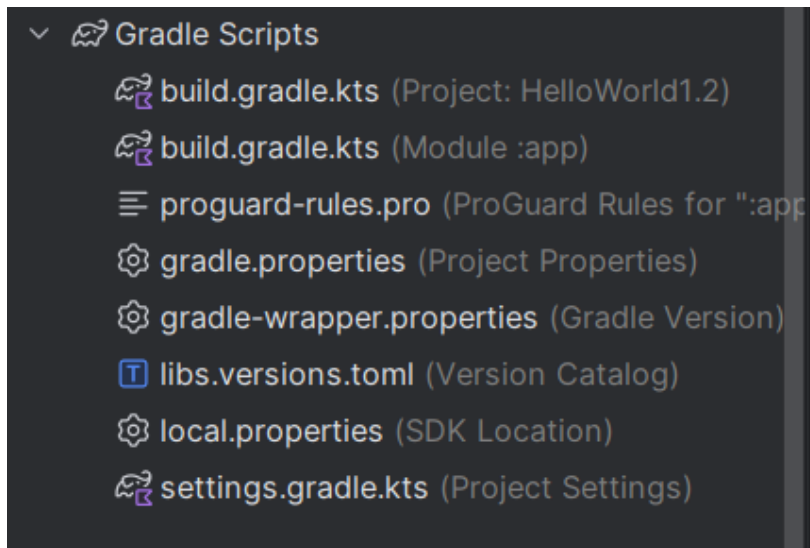 Gradle Scripts
build.gradle.kts (Project: HelloWorld1.2)
build.gradle.kts (Module :app)
proguard-rules.pro (ProGuard Rules for ":app
gradle.properties (Project Properties)
gradle-wrapper.properties (Gradle Version)
T libs.versions.toml (Version Catalog)
local.properties (SDK Location)
settings.gradle.kts (Project Settings)